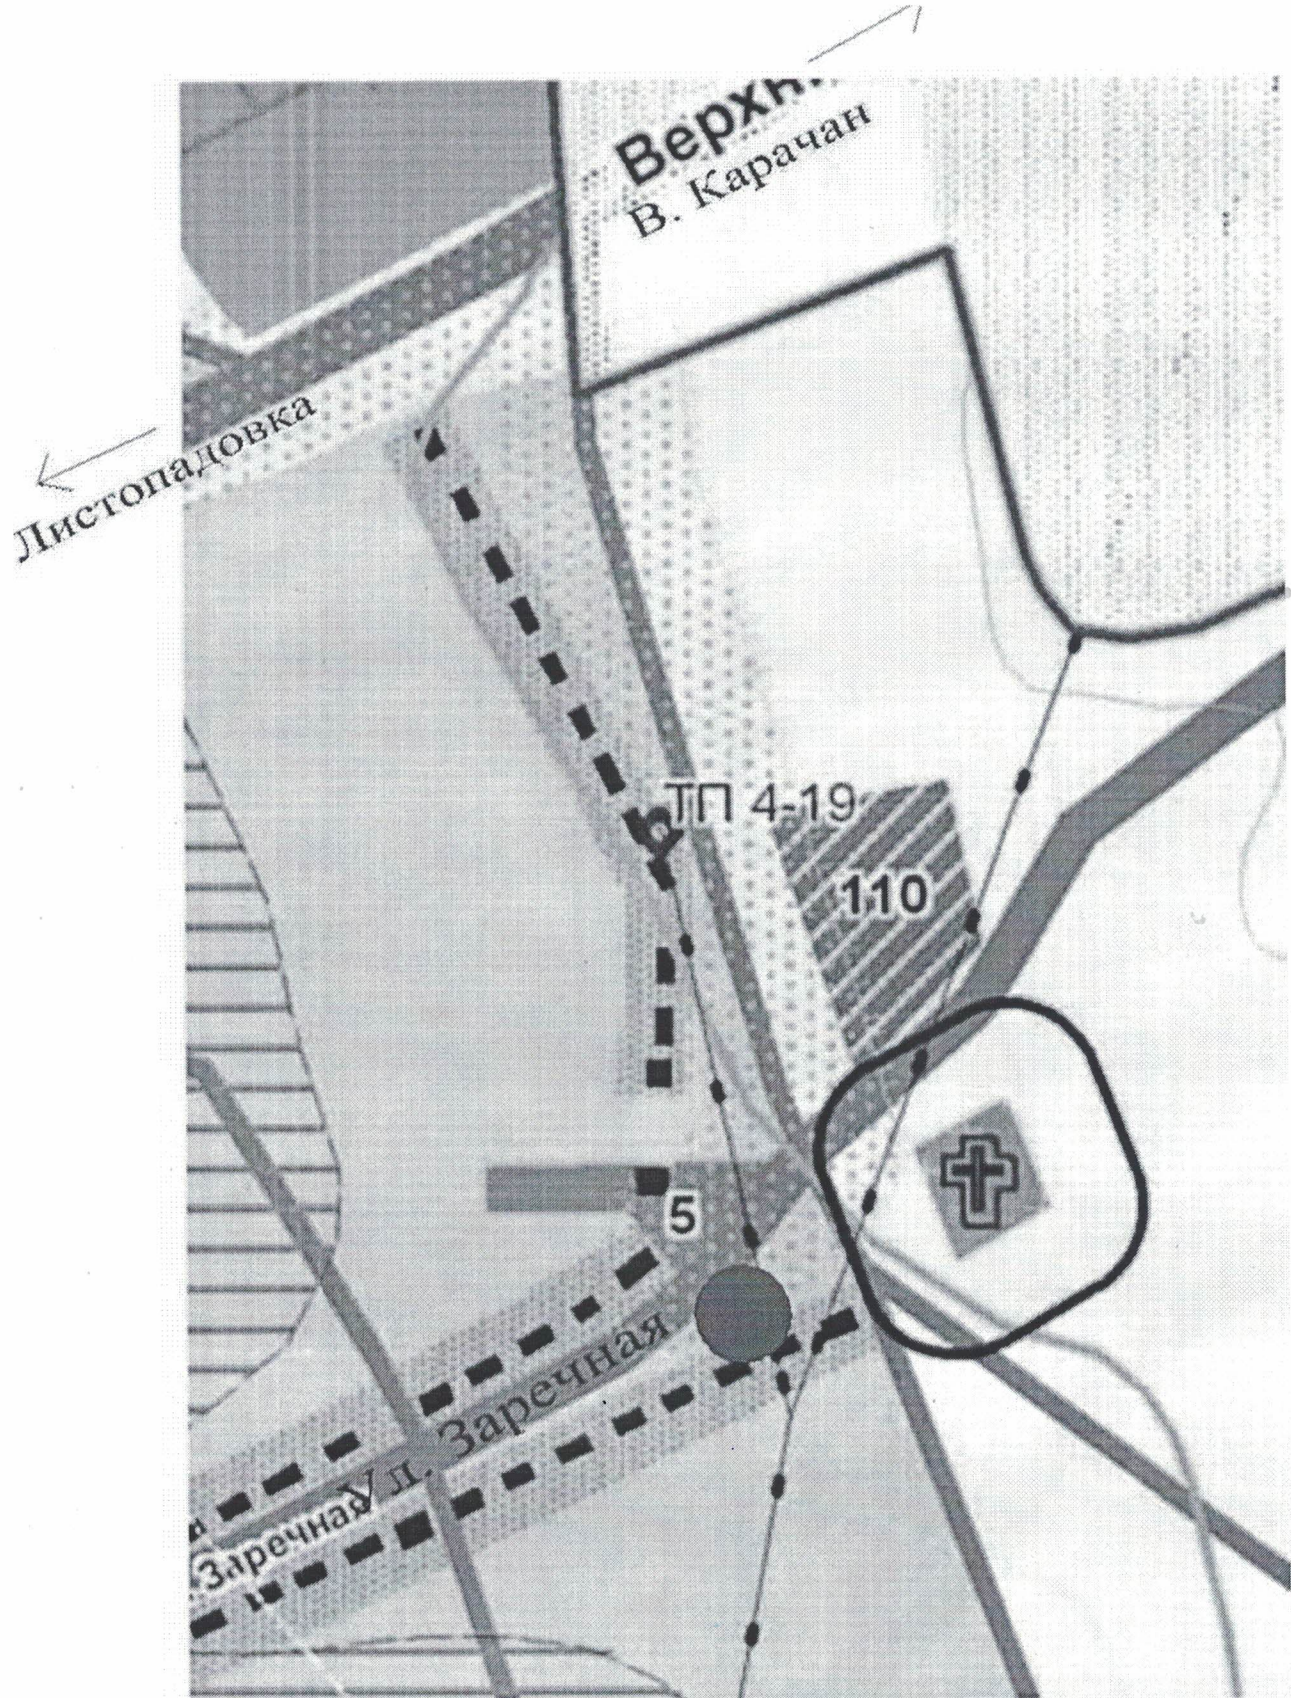 Верхн
В. Карачан
Листопадовка
ТП 4-19
110
5
Ул. Заречная
.Заречная